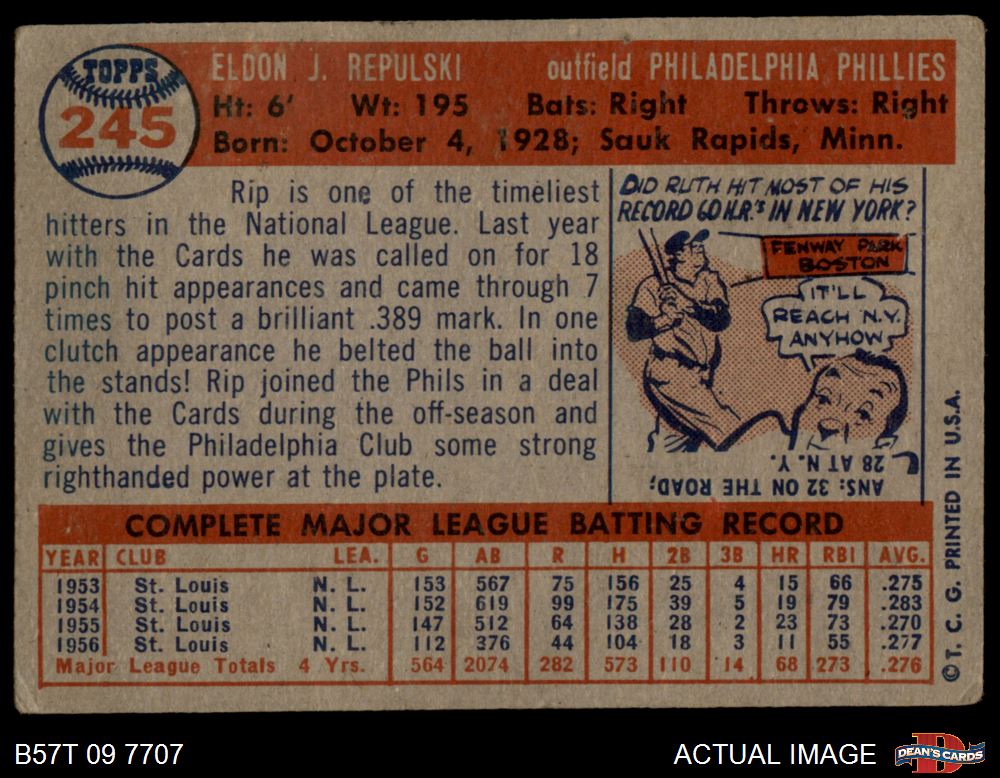 TOPPS
245
ELDON J. REPULSKI outfield PHILADELPHIA PHILLIES
Ht: 6' Wt: 195 Bats: Right Throws: Right
Born: October 4, 1928; Sauk Rapids, Minn.
Rip is one of the timeliest
hitters in the National League. Last year
with the Cards he was called on for 18
pinch hit appearances and came through 7
times to post a brilliant .389 mark. In one
clutch appearance he belted the ball into
the stands! Rip joined the Phils in a deal
with the Cards during the off-season and
gives the Philadelphia Club some strong
righthanded power at the plate.
DID RUTH HIT MOST OF HIS
RECORD 60 H.R.'S IN NEW YORK?
FENWAY PARK
BOSTON
IT'LL
REACH N.Y.
ANYHOW
ANS: 32 ON THE ROAD;
28 AT N.Y.
COMPLETE MAJOR LEAGUE BATTING RECORD
YEAR CLUB LEA. G AB R H 2B 3B HR RBI AVG.
1953 St. Louis N. L. 153 567 75 156 25 4 15 66 .275
1954 St. Louis N. L. 152 619 99 175 39 5 19 79 .283
1955 St. Louis N. L. 147 512 64 138 28 2 23 73 .270
1956 St. Louis N. L. 112 376 44 104 18 3 11 55 .277
Major League Totals 4 Yrs. 564 2074 282 573 110 14 68 273 .276
©T. C. G. PRINTED IN U.S.A.
B57T 09 7707
ACTUAL IMAGE
DEAN'S CARDS